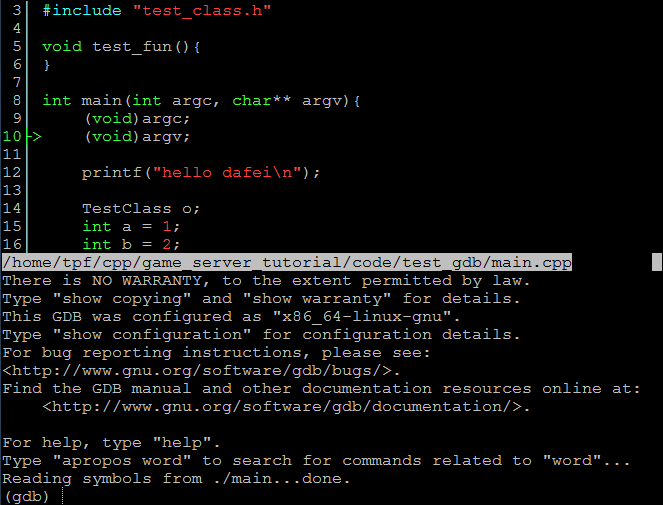 3 #include "test_class.h"
4
5 void test_fun(){
6 }
7
8 int main(int argc, char** argv){
9     (void)argc;
10->    (void)argv;
11
12     printf("hello dafei\n");
13
14     TestClass o;
15     int a = 1;
16     int b = 2;
/home/tpf/cpp/game_server_tutorial/code/test_gdb/main.cpp
There is NO WARRANTY, to the extent permitted by law.
Type "show copying" and "show warranty" for details.
This GDB was configured as "x86_64-linux-gnu".
Type "show configuration" for configuration details.
For bug reporting instructions, please see:
<http://www.gnu.org/software/gdb/bugs/>.
Find the GDB manual and other documentation resources online at:
    <http://www.gnu.org/software/gdb/documentation/>.

For help, type "help".
Type "apropos word" to search for commands related to "word"...
Reading symbols from ./main...done.
(gdb)